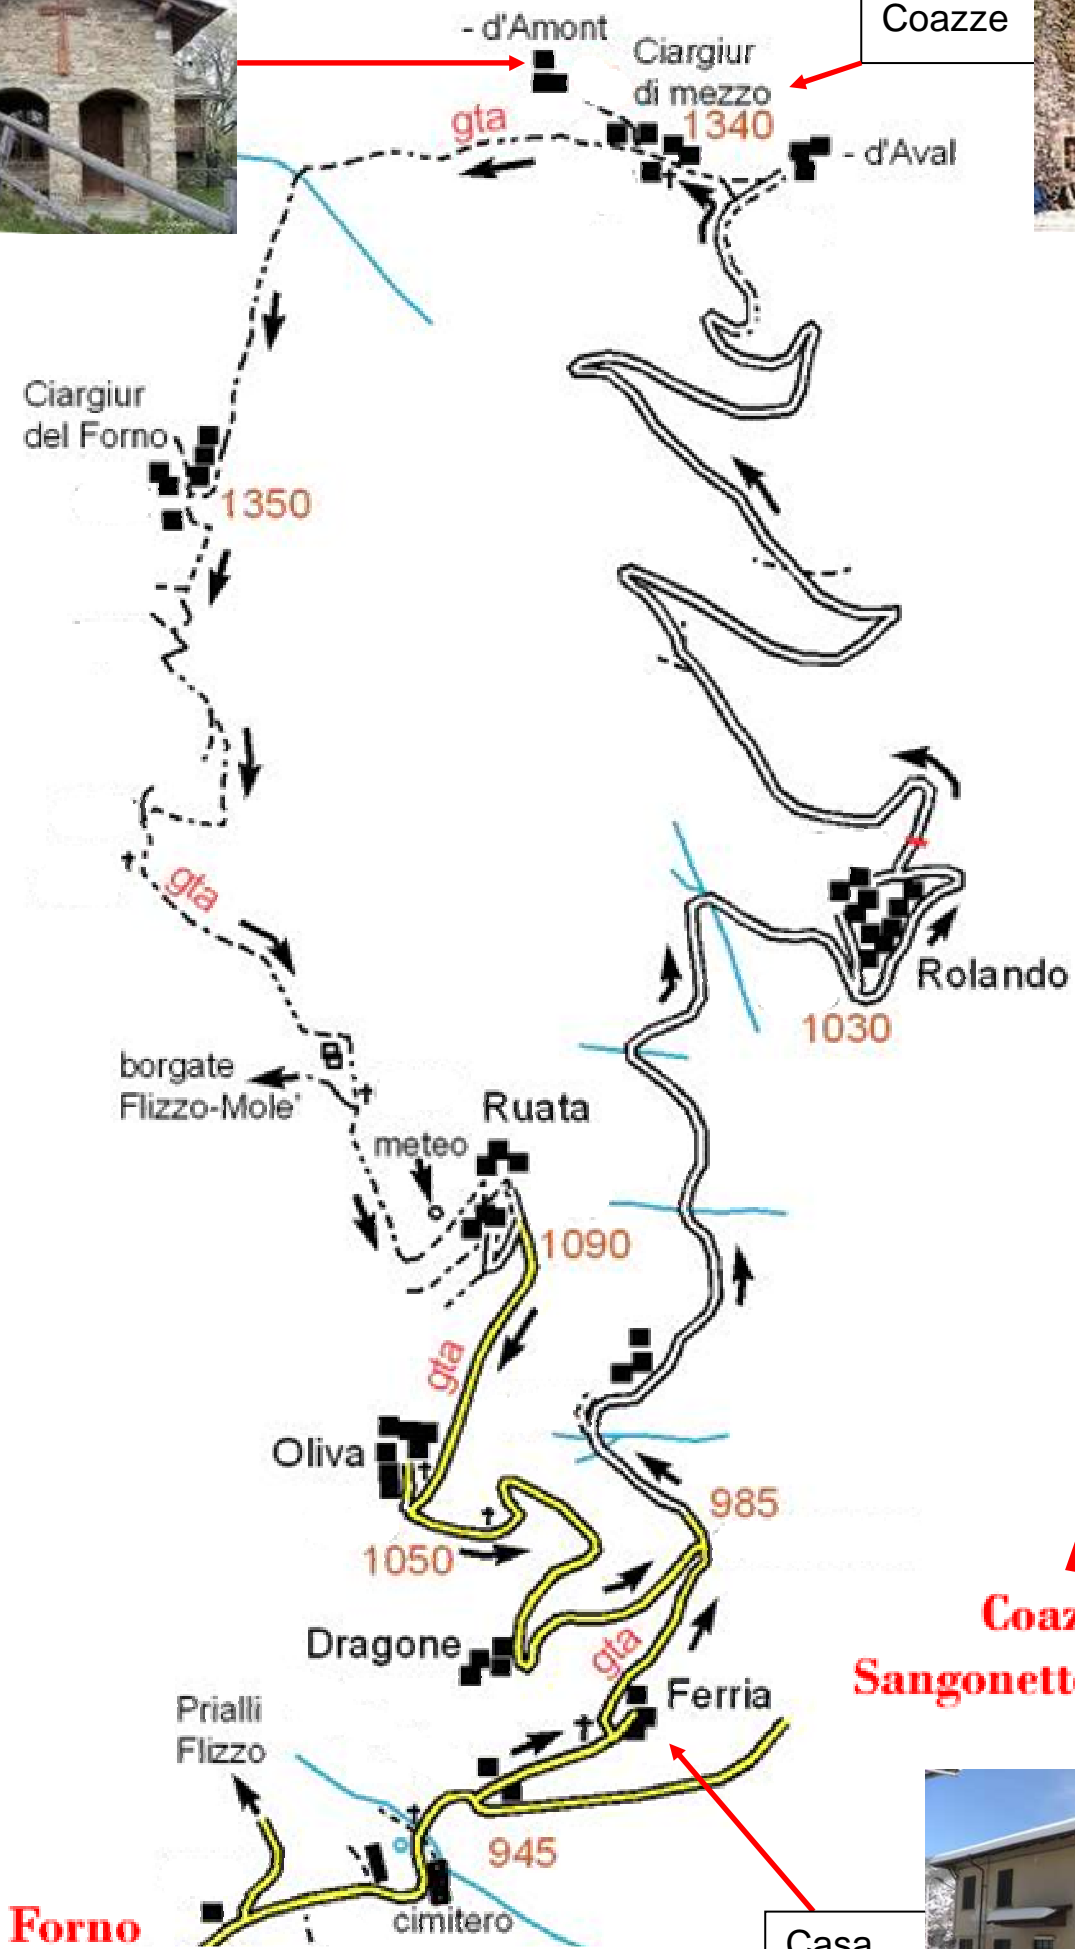 - d'Amont
Coazze
Ciargiur
di mezzo
gta
1340
- d'Aval
Ciargiur
del Forno
1350
gta
Rolando
1030
borgate
Flizzo-Mole'
Ruata
meteo
1090
gta
Oliva
985
1050
Dragone
gta
Ferria
Prialli
Flizzo
945
cimitero
Forno
Casa